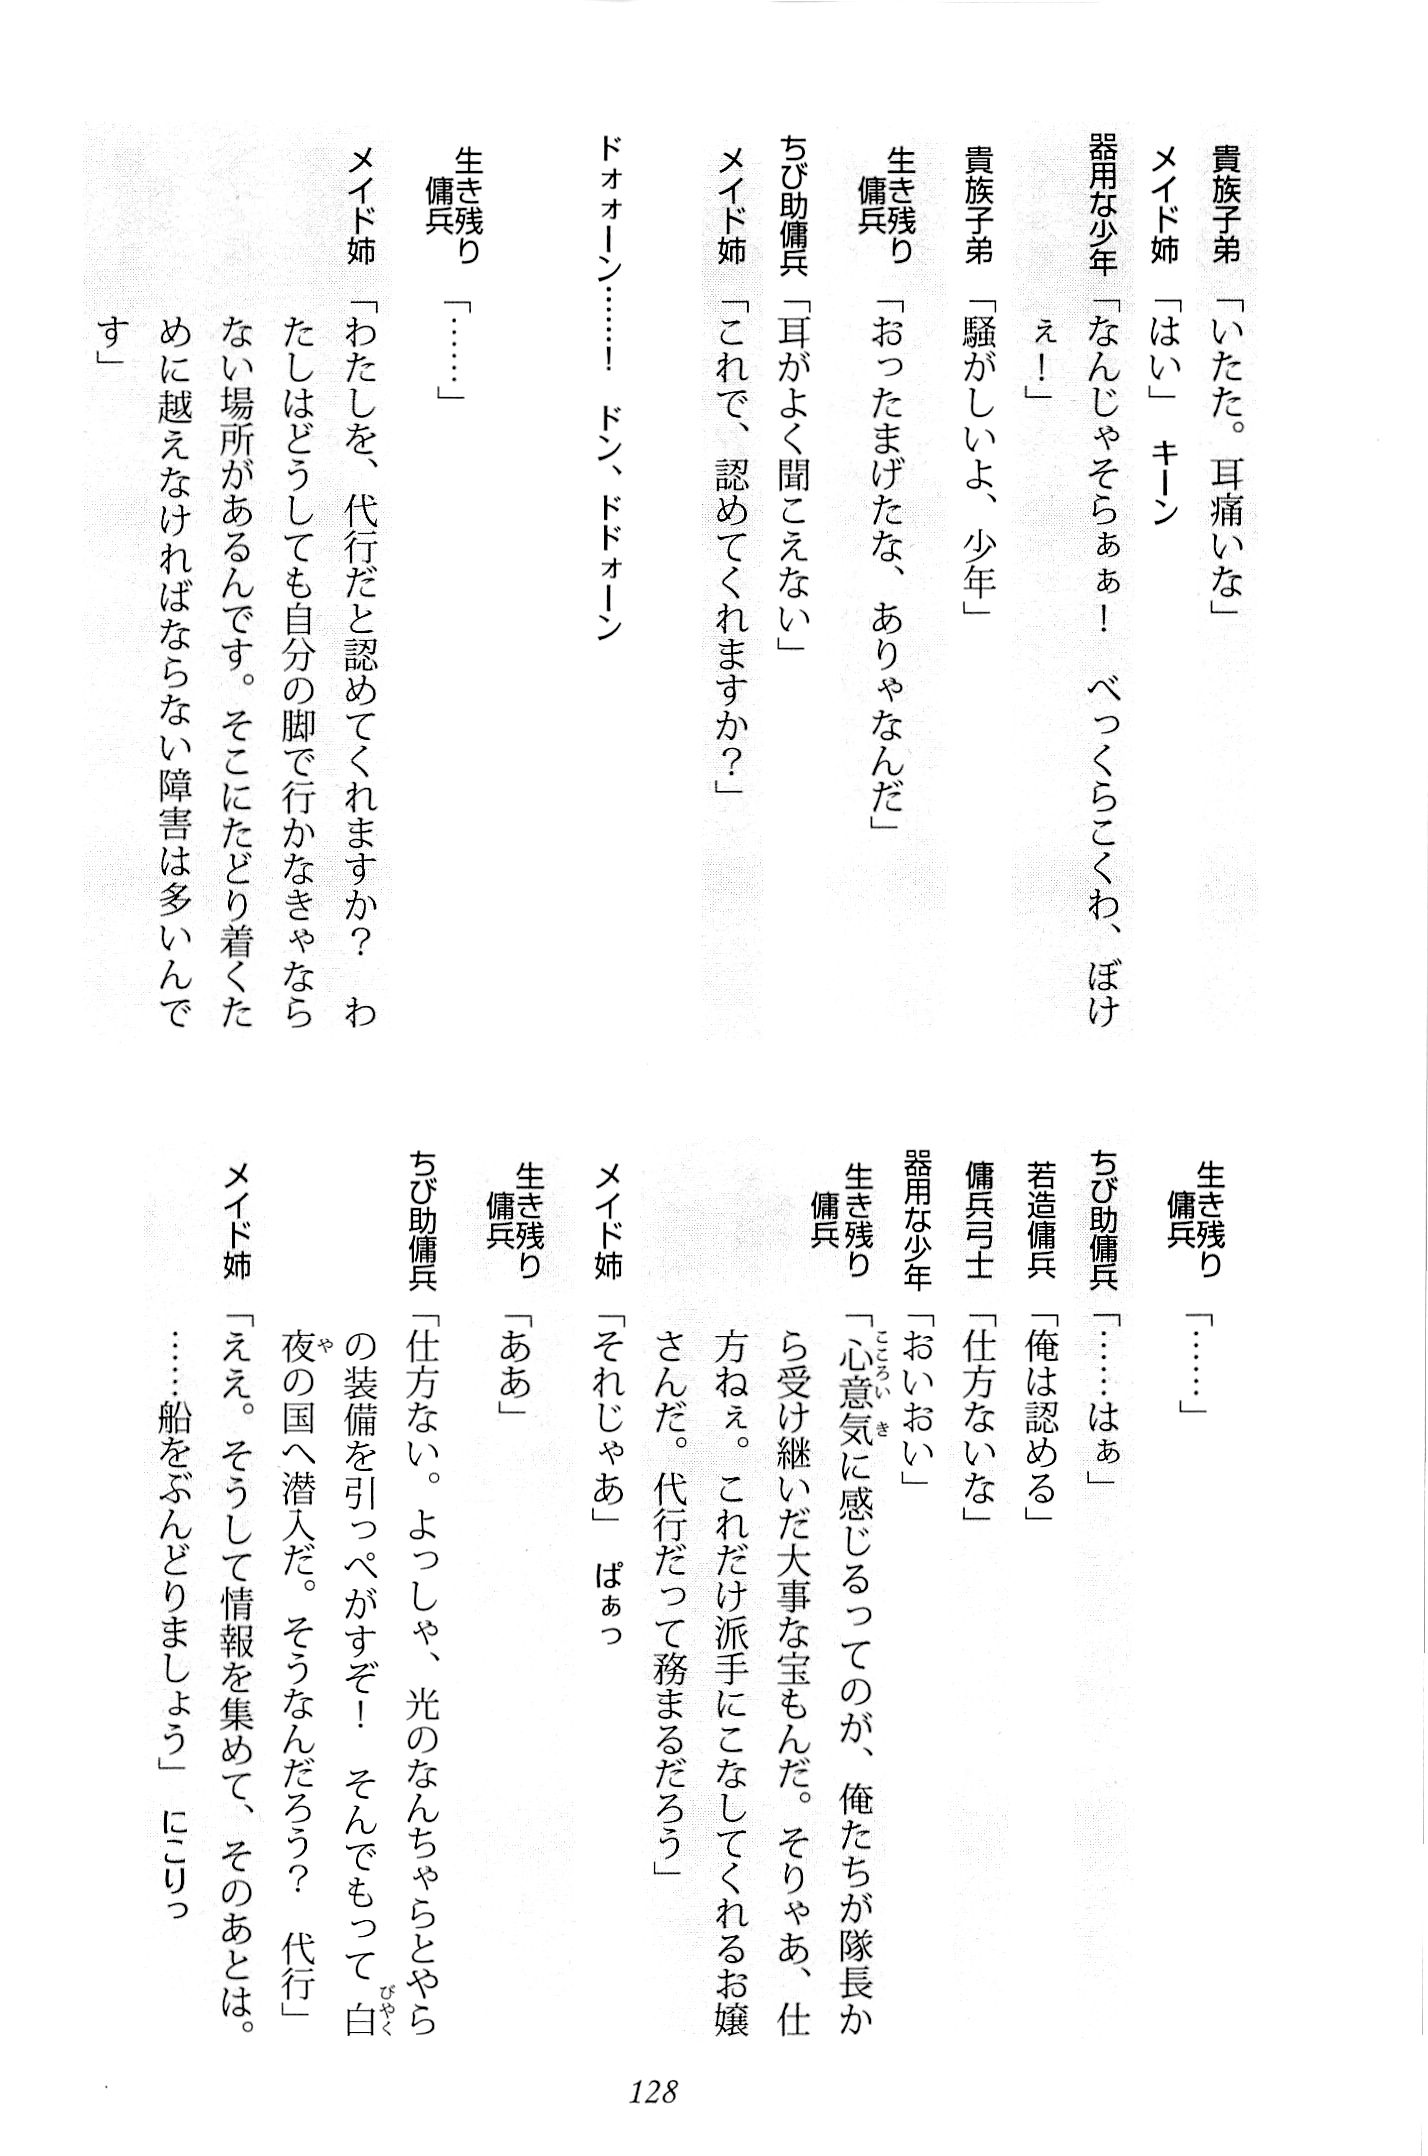 貴族子弟「いたた。耳痛いな」
メイド姉「はい」 キーン
器用な少年「なんじゃそらぁぁ！　べっくらこくわ、ぼけ
ぇ！」
貴族子弟「騒がしいよ、少年」
生き残り傭兵「おったまげたな、ありゃなんだ」
ちび助傭兵「耳がよく聞こえない」
メイド姉「これで、認めてくれますか？」
ドォォーン……！　ドン、ドドォーン
生き残り傭兵「……」
メイド姉「わたしを、代行だと認めてくれますか？　わ
たしはどうしても自分の脚で行かなきゃなら
ない場所があるんです。そこにたどり着くた
めに越えなければならない障害は多いんで
す」
生き残り傭兵「……」
ちび助傭兵「……はぁ」
若造傭兵「俺は認める」
傭兵弓士「仕方ないな」
器用な少年「おいおい」
生き残り傭兵「心意気（こころいき）に感じるってのが、俺たちが隊長か
ら受け継いだ大事な宝もんだ。そりゃあ、仕
方ねぇ。これだけ派手にこなしてくれるお嬢
さんだ。代行だって務まるだろう」
メイド姉「それじゃあ」 ぱぁっ
生き残り傭兵「ああ」
ちび助傭兵「仕方ない。よっしゃ、光のなんちゃらとやら
の装備を引っぺがすぞ！　そんでもって白（びゃく）
夜（や）の国へ潜入だ。そうなんだろう？　代行」
メイド姉「ええ。そうして情報を集めて、そのあとは。
……船をぶんどりましょう」 にこりっ
128